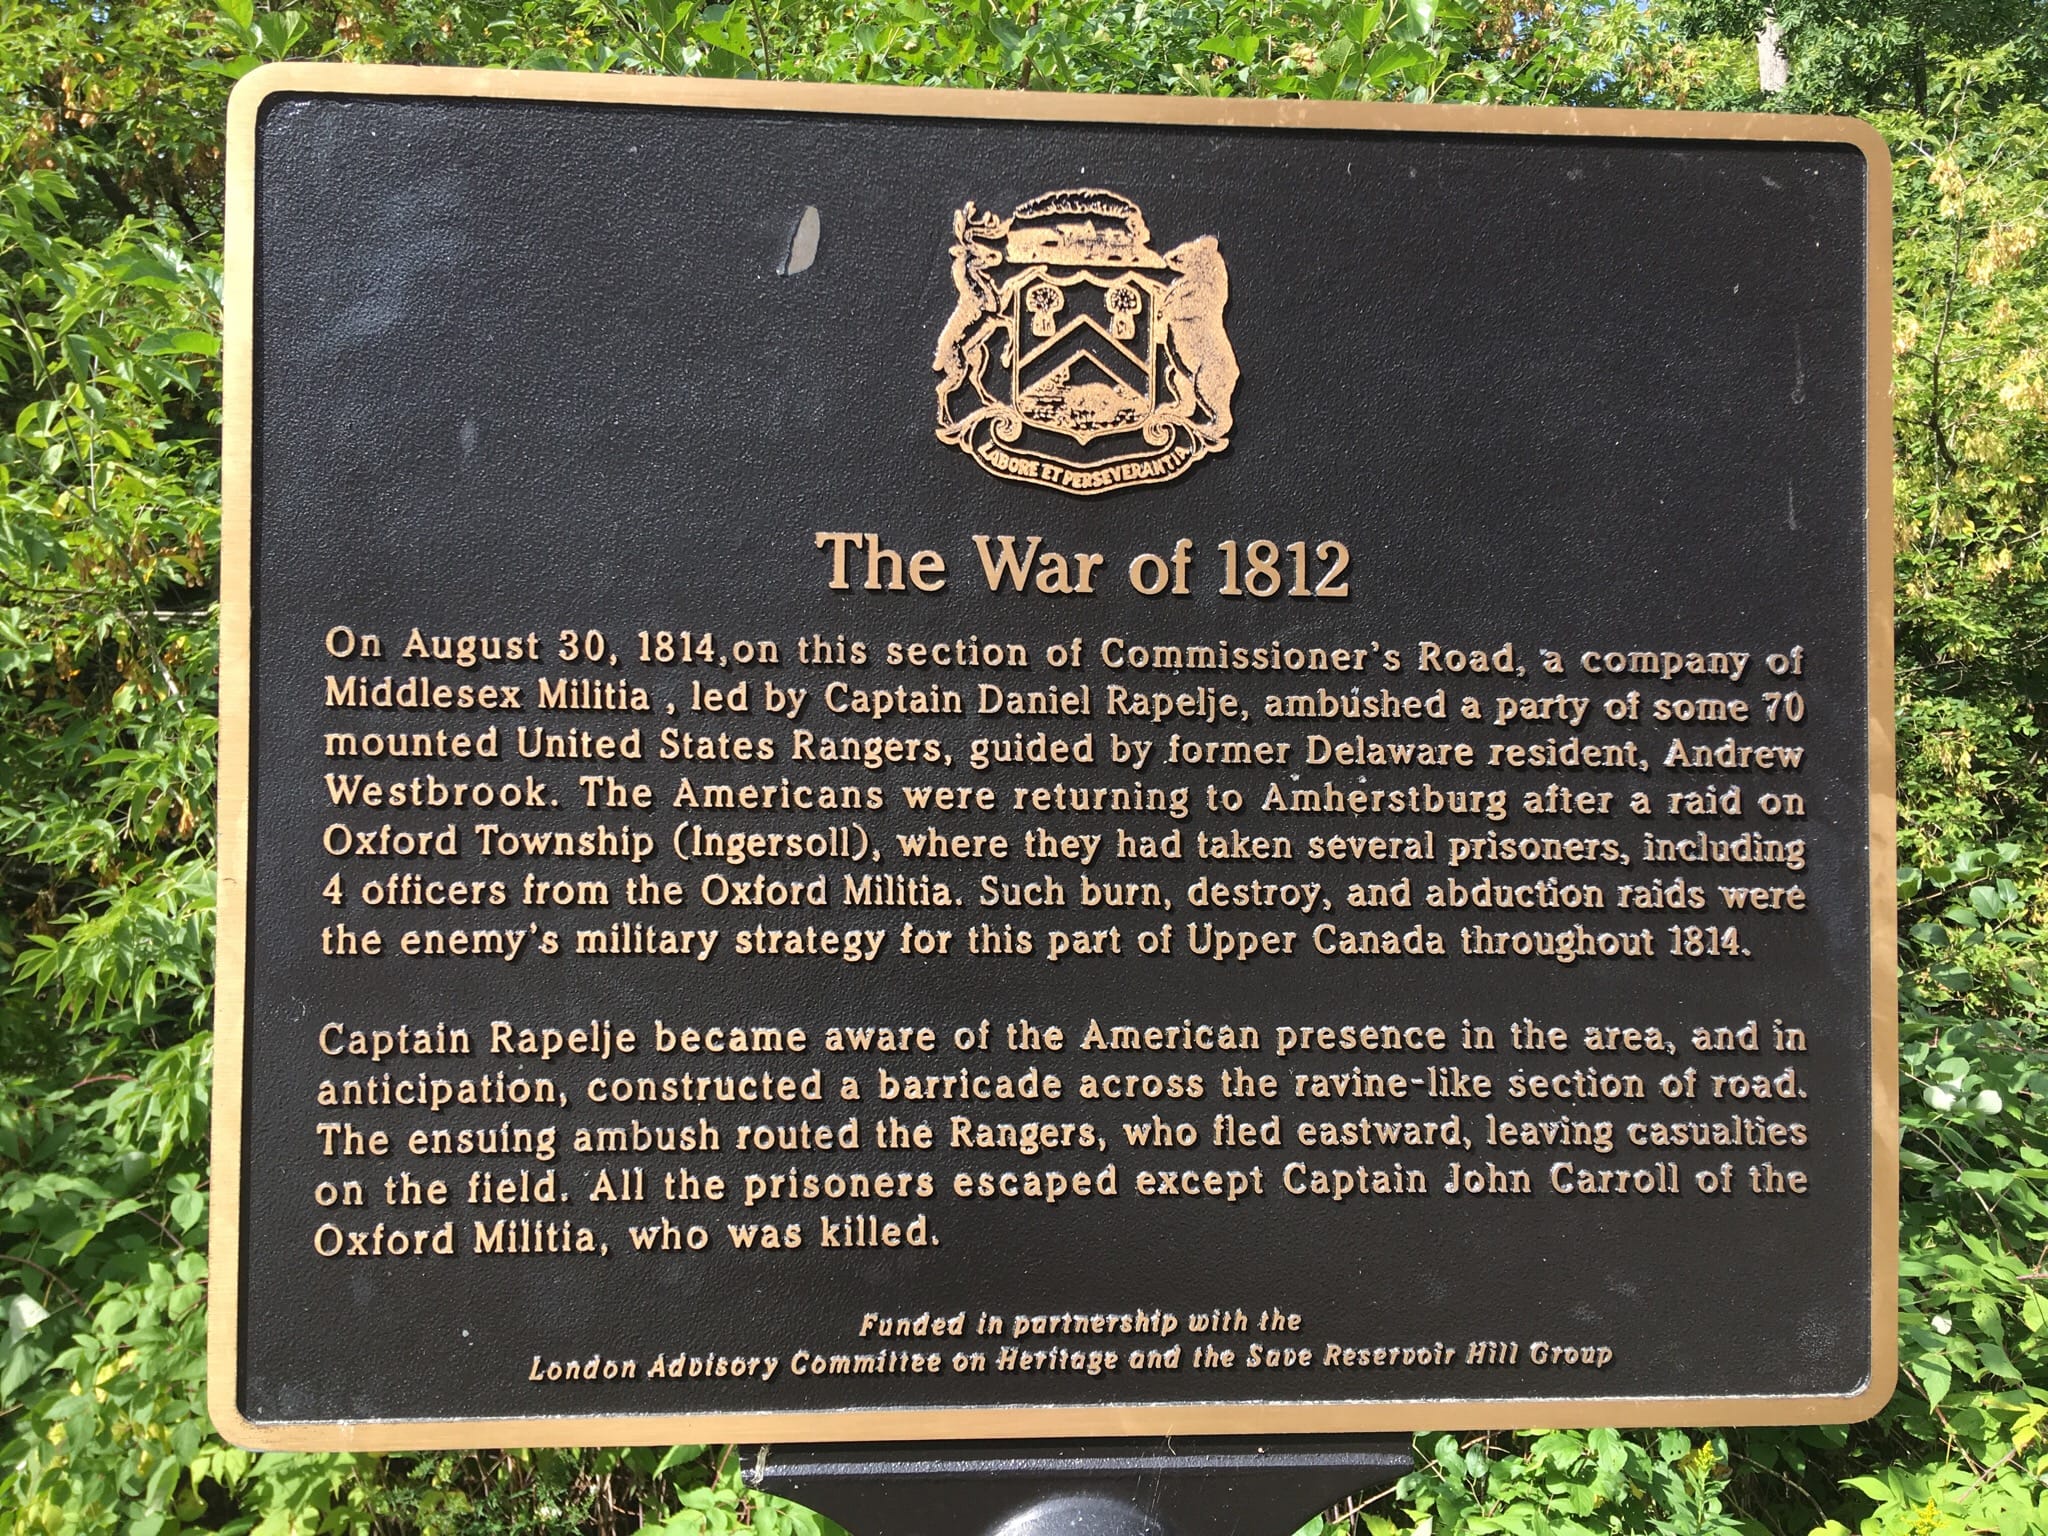 LABORE ET PERSEVERANTIA
The War of 1812
On August 30, 1814,on this section of Commissioner's Road, a company of
Middlesex Militia , led by Captain Daniel Rapelje, ambushed a party of some 70
mounted United States Rangers, guided by former Delaware resident, Andrew
Westbrook. The Americans were returning to Amherstburg after a raid on
Oxford Township (Ingersoll), where they had taken several prisoners, including
4 officers from the Oxford Militia. Such burn, destroy, and abduction raids were
the enemy's military strategy for this part of Upper Canada throughout 1814.
Captain Rapelje became aware of the American presence in the area, and in
anticipation, constructed a barricade across the ravine-like section of road.
The ensuing ambush routed the Rangers, who fled eastward, leaving casualties
on the field. All the prisoners escaped except Captain John Carroll of the
Oxford Militia, who was killed.
Funded in partnership with the
London Advisory Committee on Heritage and the Save Reservoir Hill Group